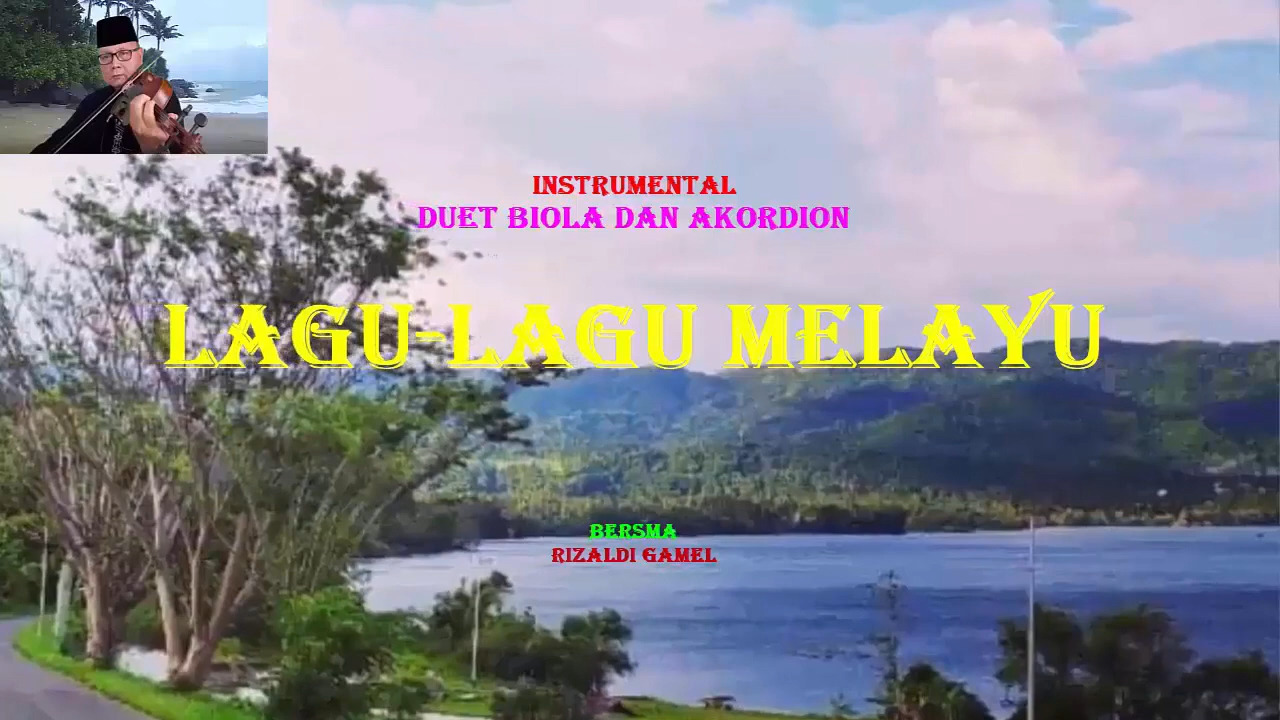 INSTRUMENTAL
DUET BIOLA DAN AKORDION
LAGU-LAGU MELAYU
BERSMA
RIZALDI GAMEL